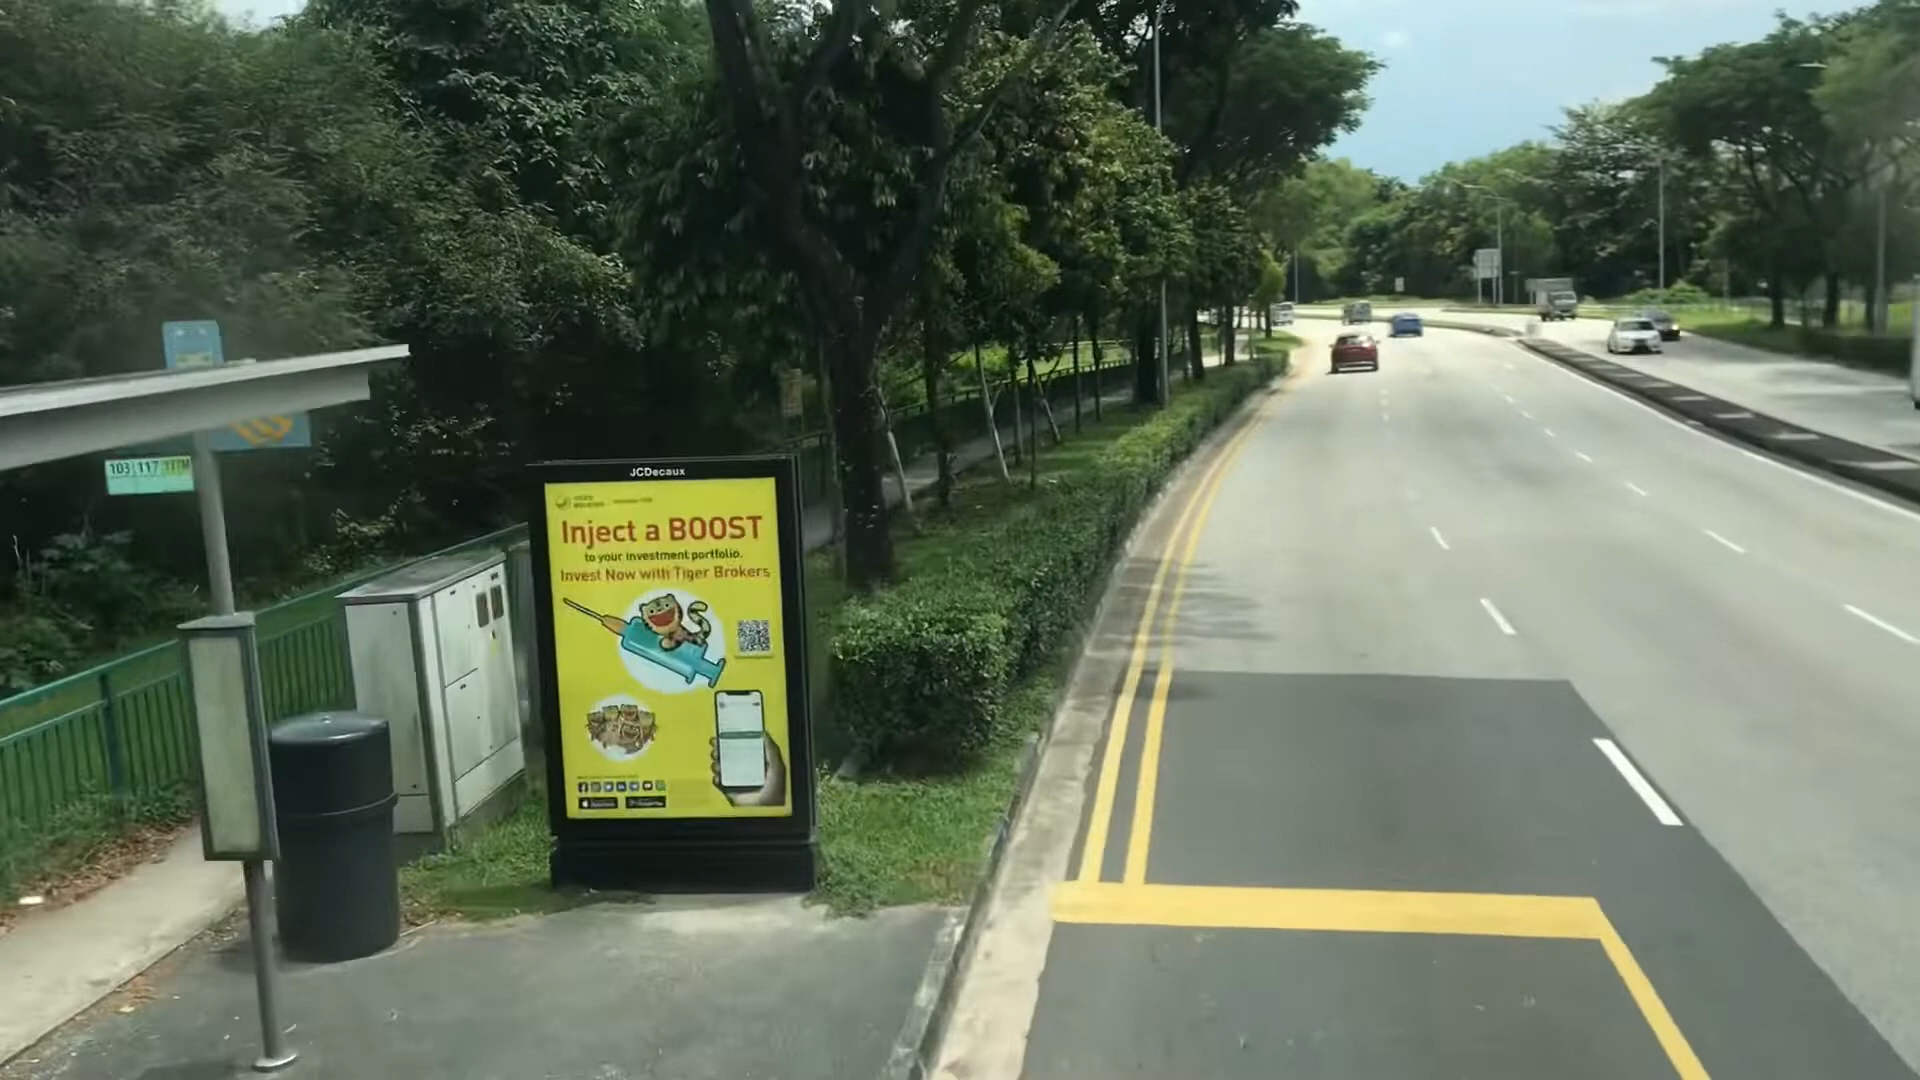 103 117 117M
JCDecaux
Inject a BOOST
to your investment portfolio.
Invest Now with Tiger Brokers